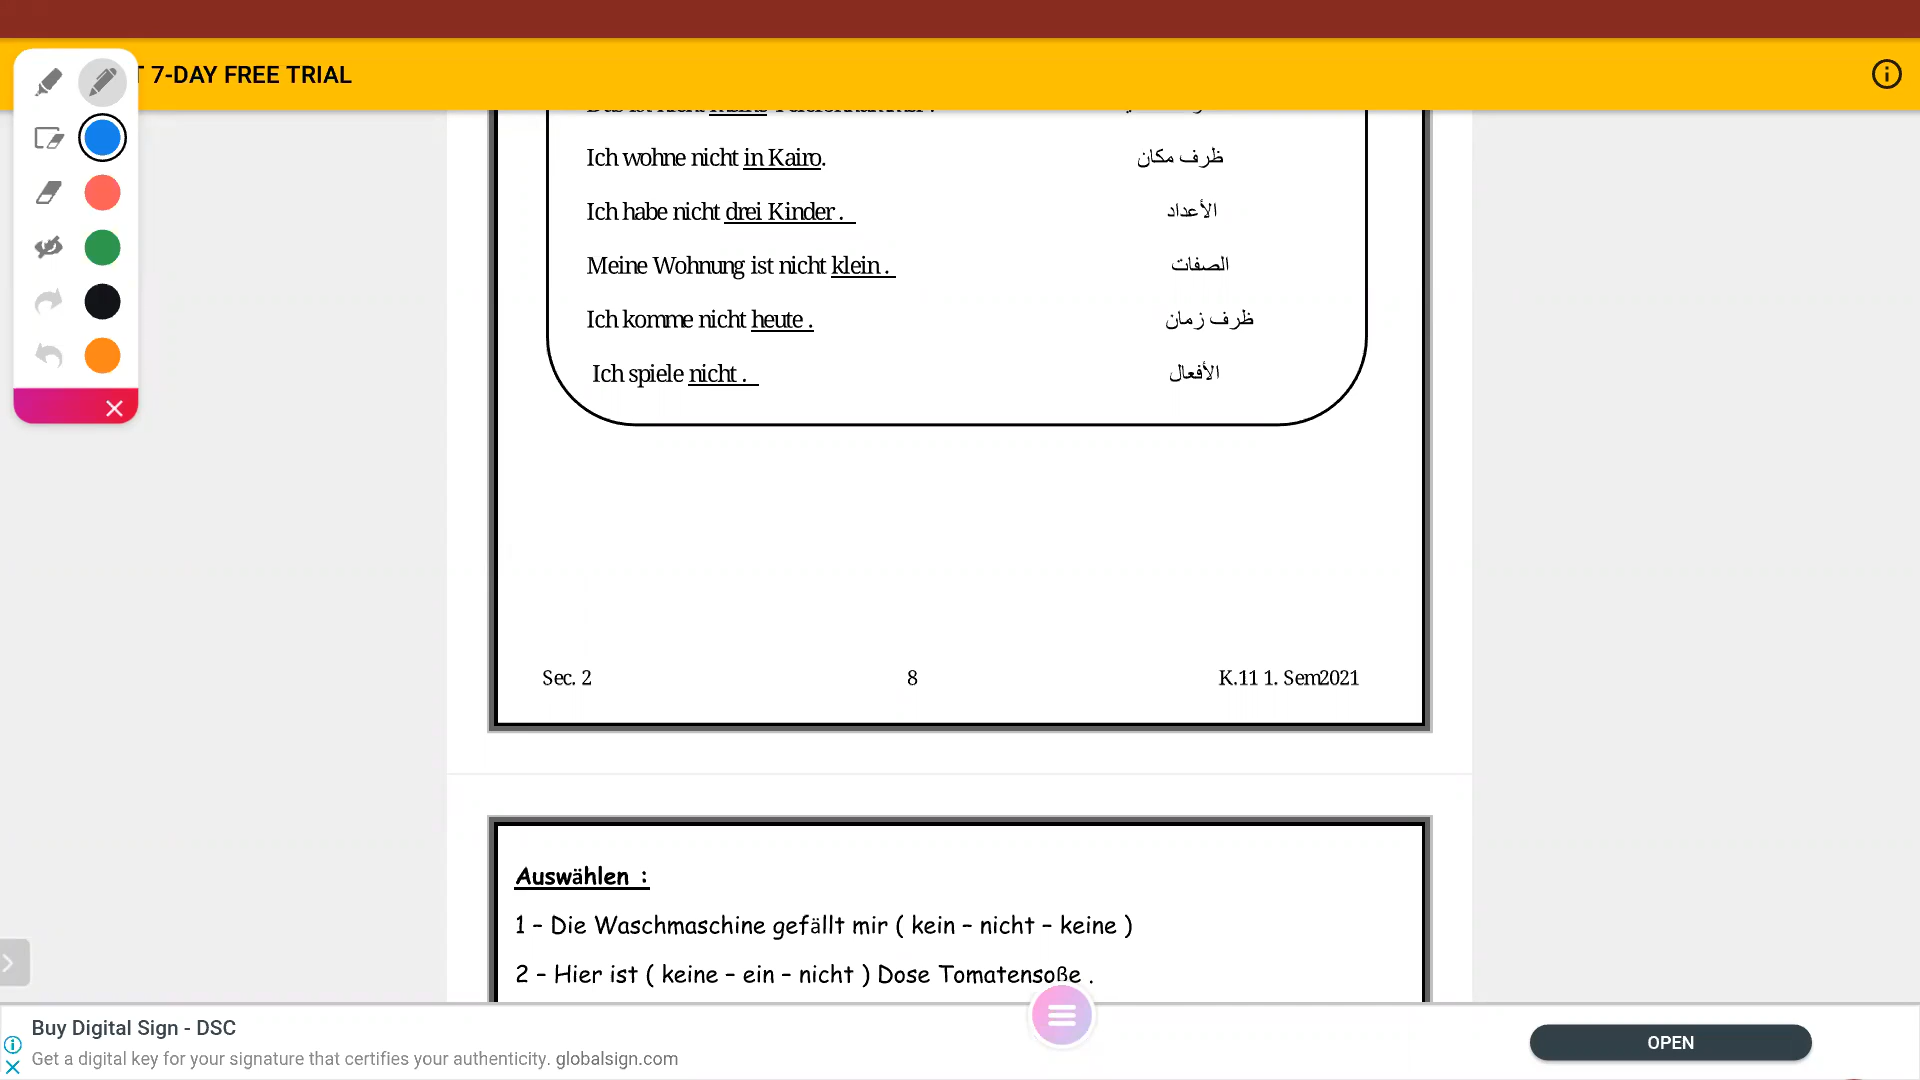 7-DAY FREE TRIAL
Ich wohne nicht in Kairo. ظرف مكان
Ich habe nicht drei Kinder . الأعداد
Meine Wohnung ist nicht klein . الصفات
Ich komme nicht heute . ظرف زمان
Ich spiele nicht . الأفعال
Sec. 2 8 K.11 1. Sem2021
Auswählen :
1 – Die Waschmaschine gefällt mir ( kein – nicht – keine )
2 – Hier ist ( keine – ein – nicht ) Dose Tomatensoße .
Buy Digital Sign - DSC
Get a digital key for your signature that certifies your authenticity. globalsign.com
OPEN